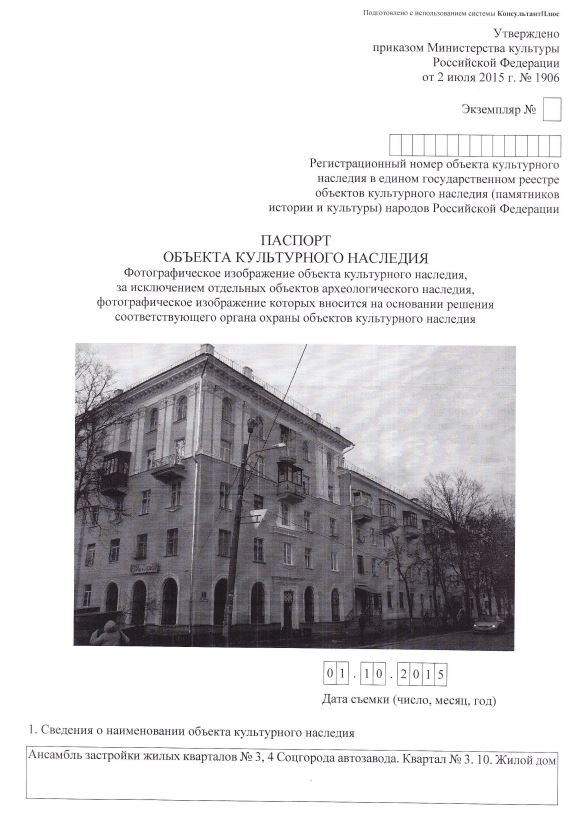 Подготовлено с использованием системы КонсультантПлюс
Утверждено
приказом Министерства культуры
Российской Федерации
от 2 июля 2015 г. № 1906
Экземпляр №
Регистрационный номер объекта культурного
наследия в едином государственном реестре
объектов культурного наследия (памятников
истории и культуры) народов Российской Федерации
ПАСПОРТ
ОБЪЕКТА КУЛЬТУРНОГО НАСЛЕДИЯ
Фотографическое изображение объекта культурного наследия,
за исключением отдельных объектов археологического наследия,
фотографическое изображение которых вносится на основании решения
соответствующего органа охраны объектов культурного наследия
01.10.2015
Дата съемки (число, месяц, год)
1. Сведения о наименовании объекта культурного наследия
Ансамбль застройки жилых кварталов № 3, 4 Соцгорода автозавода. Квартал № 3. 10. Жилой дом